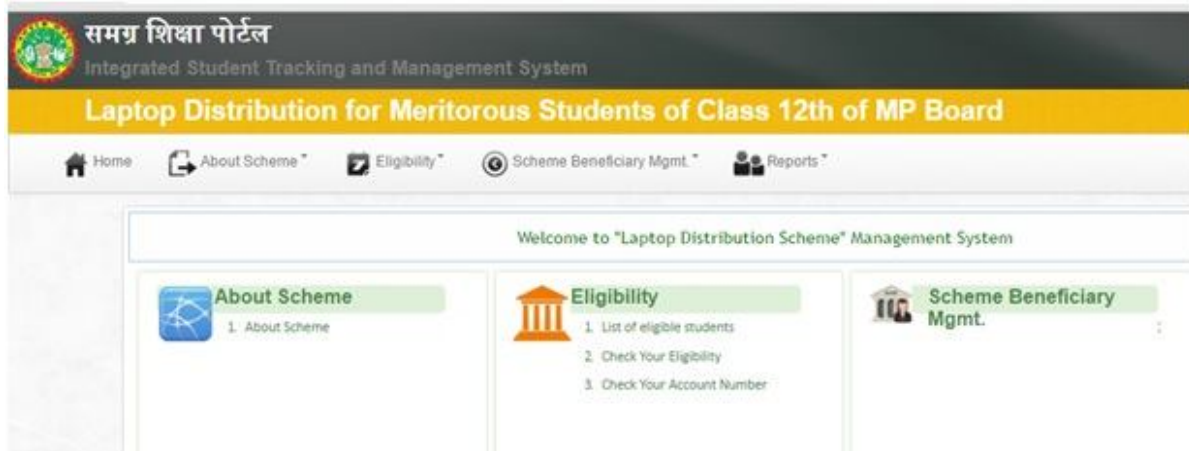 समग्र शिक्षा पोर्टल
Integrated Student Tracking and Management System
Laptop Distribution for Meritorous Students of Class 12th of MP Board
Home About Scheme Eligibility Scheme Beneficiary Mgmt. Reports
Welcome to "Laptop Distribution Scheme" Management System
About Scheme
1. About Scheme
Eligibility
1. List of eligible students
2. Check Your Eligibility
3. Check Your Account Number
Scheme Beneficiary
Mgmt.